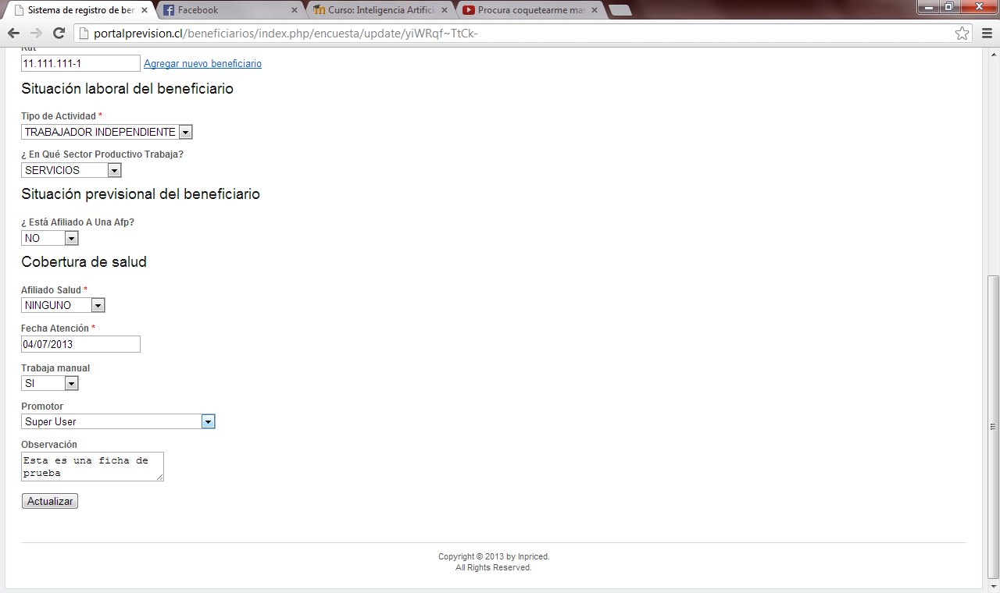 Sistema de registro de ber
Facebook
Curso: Inteligencia Artifici
Procura coquetearme mas
portalprevision.cl/beneficiarios/index.php/encuesta/update/yiWRqf~TtCk-
Rut
11.111.111-1 Agregar nuevo beneficiario
Situación laboral del beneficiario
Tipo de Actividad *
TRABAJADOR INDEPENDIENTE
¿ En Qué Sector Productivo Trabaja?
SERVICIOS
Situación previsional del beneficiario
¿ Está Afiliado A Una Afp?
NO
Cobertura de salud
Afiliado Salud *
NINGUNO
Fecha Atención *
04/07/2013
Trabaja manual
SI
Promotor
Super User
Observación
Esta es una ficha de
prueba
Actualizar
Copyright © 2013 by Inpriced.
All Rights Reserved.